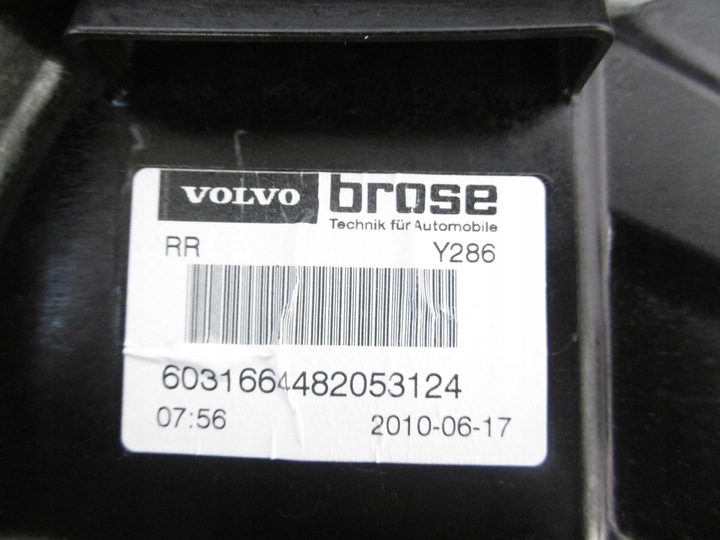 VOLVO brose
Technik für Automobile
RR Y286
6031664482053124
07:56 2010-06-17